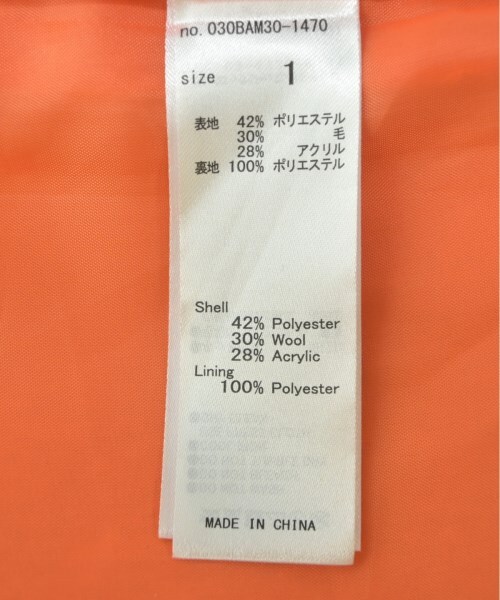 no. 030BAM30-1470
size 1
表地 42% ポリエステル
30% 毛
28% アクリル
裏地 100% ポリエステル
Shell
42% Polyester
30% Wool
28% Acrylic
Lining
100% Polyester
MADE IN CHINA